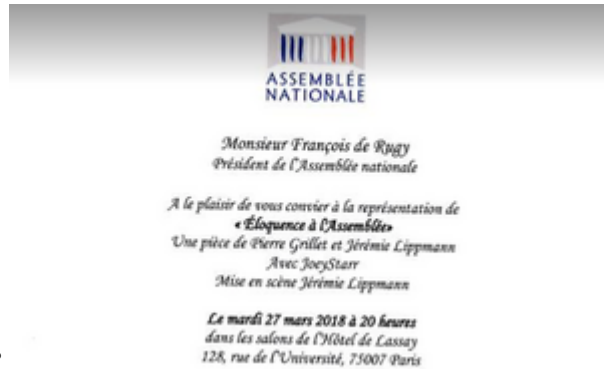 ASSEMBLÉE
NATIONALE
Monsieur François de Rugy
Président de l'Assemblée nationale
A le plaisir de vous convier à la représentation de
« Éloquence à l'Assemblée»
Une pièce de Pierre Grillet et Jérémie Lippmann
Avec JoeyStarr
Mise en scène Jérémie Lippmann
Le mardi 27 mars 2018 à 20 heures
dans les salons de l'Hôtel de Lassay
128, rue de l'Université, 75007 Paris